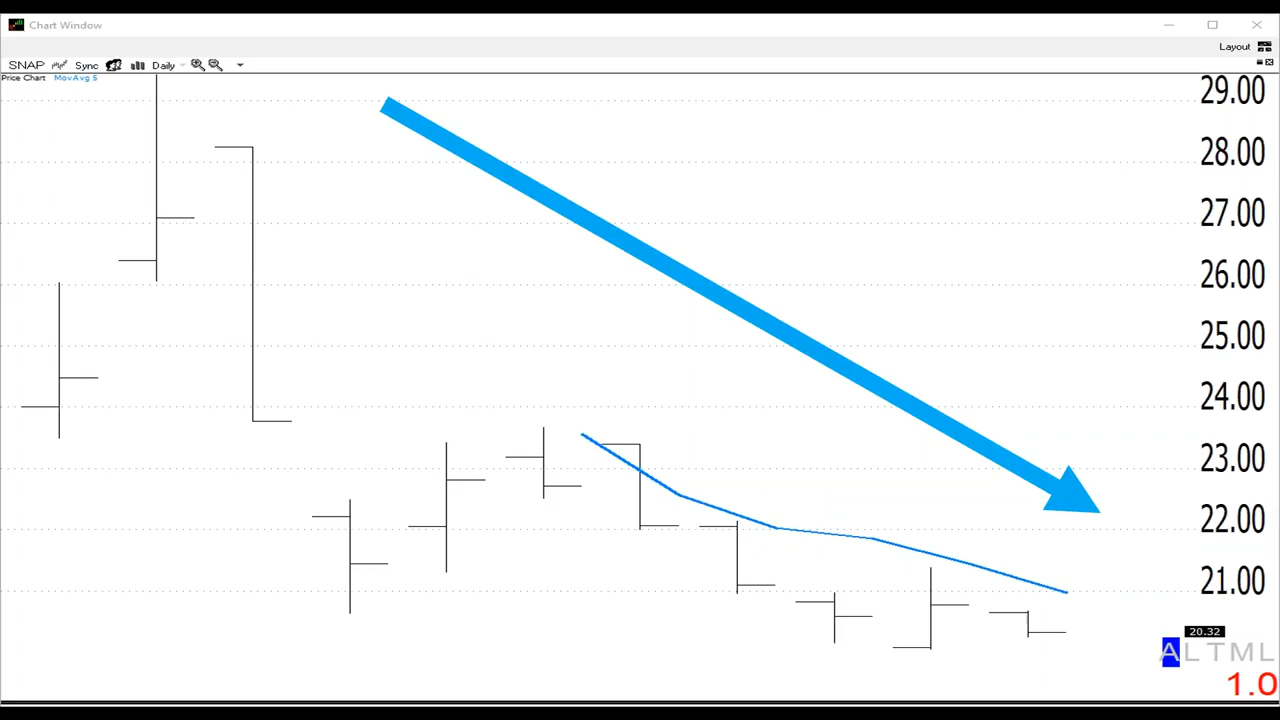 Chart Window
Layout
SNAP Sync Daily
Price Chart MovAvg 5
29.00
28.00
27.00
26.00
25.00
24.00
23.00
22.00
21.00
20.32
ALTML
1.0